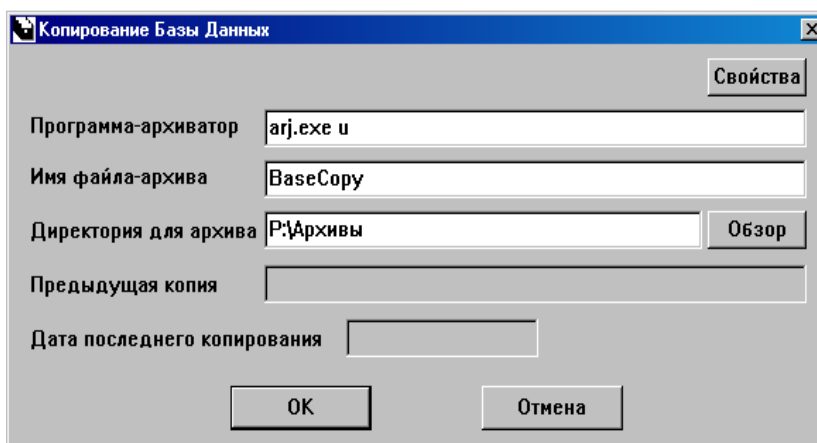 Копирование Базы Данных
Свойства
Программа-архиватор arj.exe u
Имя файла-архива BaseCopy
Директория для архива P:\Архивы Обзор
Предыдущая копия
Дата последнего копирования
OK Отмена